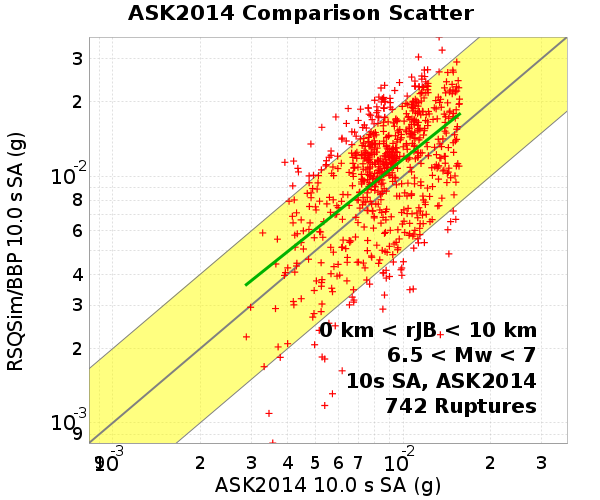 ASK2014 Comparison Scatter
RSQSim/BBP 10.0 s SA (g)
3
2
10-2
8
6
4
3
2
10-3
9
0 km < rJB < 10 km
6.5 < Mw < 7
10s SA, ASK2014
742 Ruptures
9 10-3 2 3 4 5 6 7 10-2 2 3
ASK2014 10.0 s SA (g)